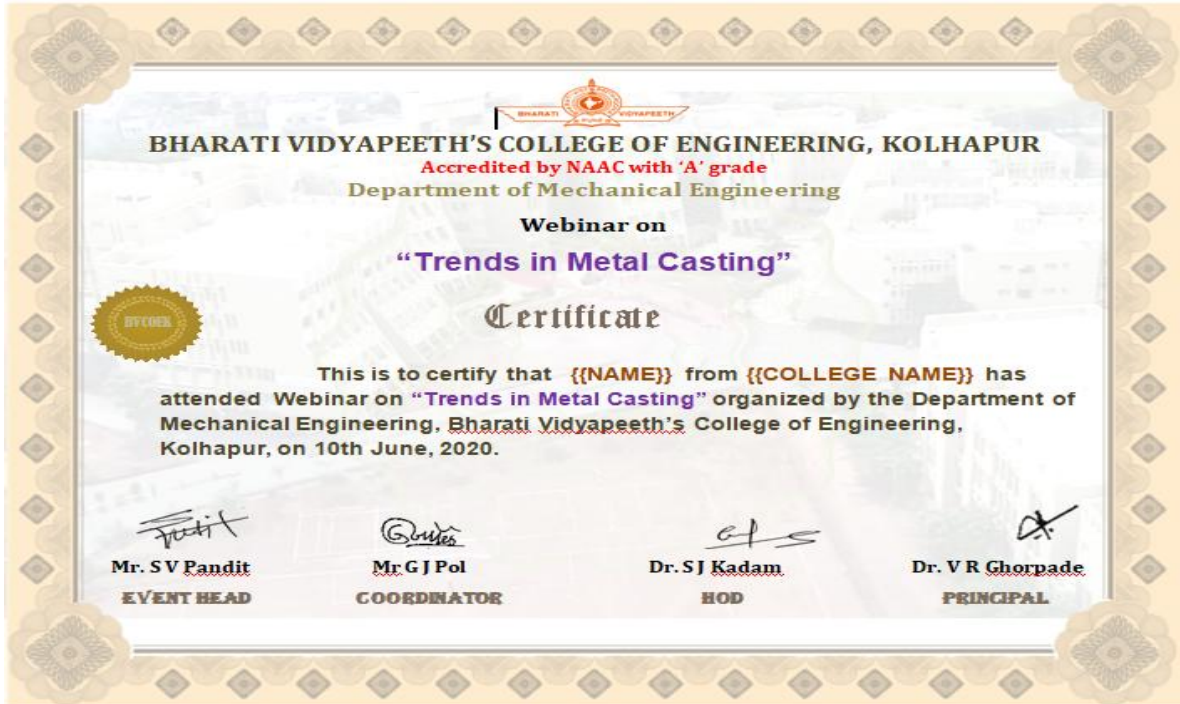 BHARATI VIDYAPEETH
PUNE
BHARATI VIDYAPEETH'S COLLEGE OF ENGINEERING, KOLHAPUR
Accredited by NAAC with ‘A’ grade
Department of Mechanical Engineering
Webinar on
“Trends in Metal Casting”
BVCOEK
Certificate
This is to certify that {{NAME}} from {{COLLEGE NAME}} has
attended Webinar on “Trends in Metal Casting” organized by the Department of
Mechanical Engineering, Bharati Vidyapeeth’s College of Engineering,
Kolhapur, on 10th June, 2020.
Mr. S V Pandit Mr G J Pol Dr. S J Kadam Dr. V R Ghorpade
EVENT HEAD COORDINATOR HOD PRINCIPAL